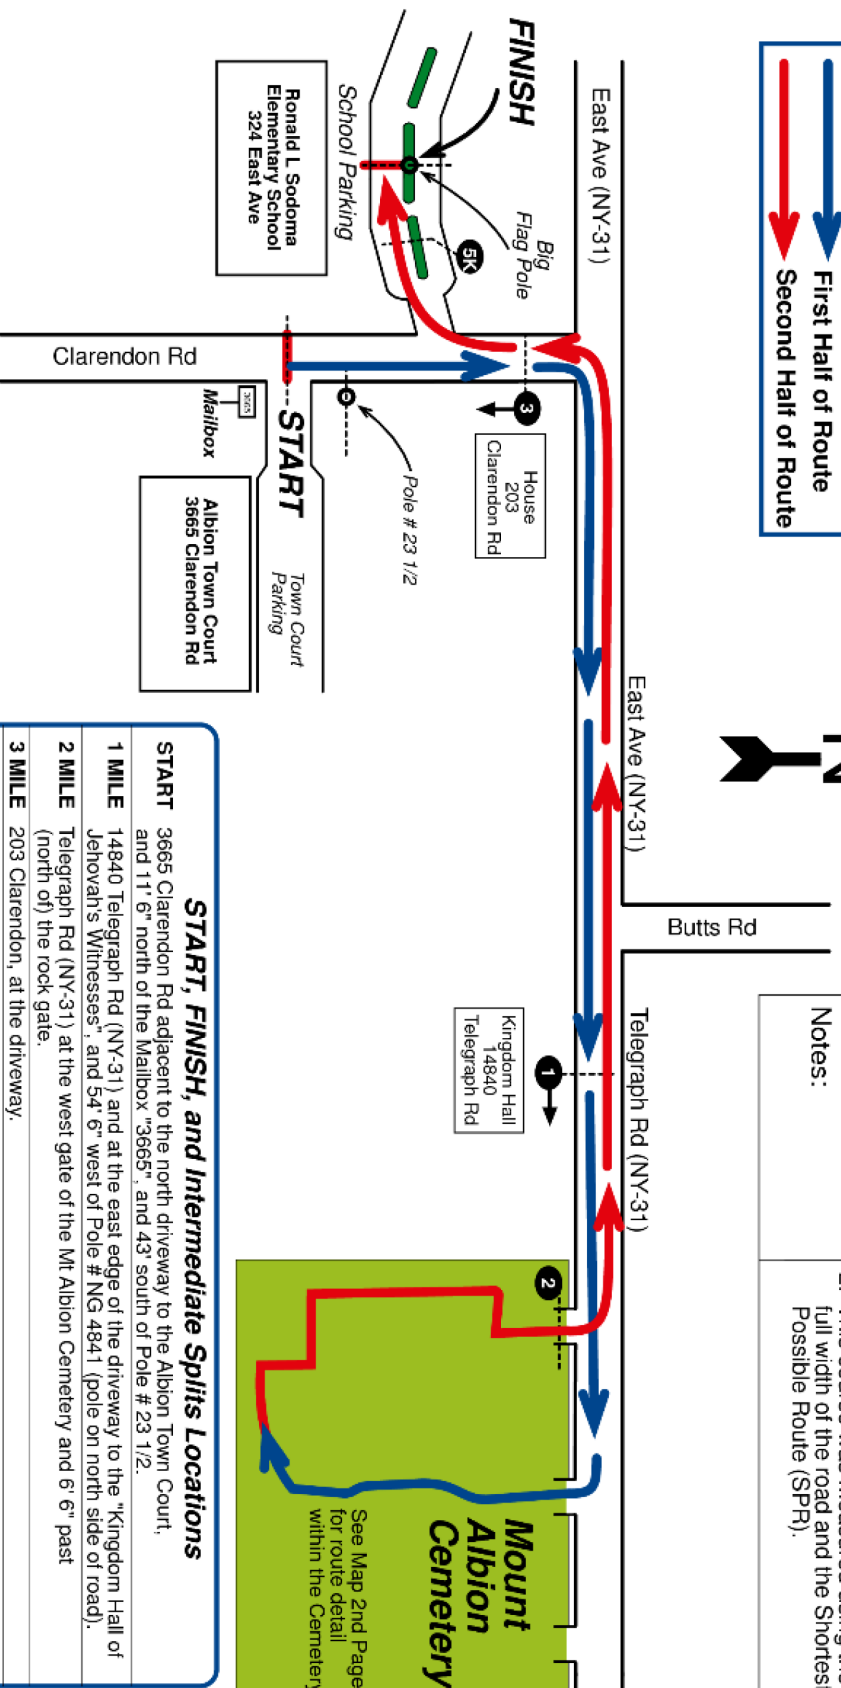 First Half of Route
Second Half of Route
East Ave (NY-31)
FINISH
Big
Flag Pole
5K
School Parking
Ronald L Sodoma
Elementary School
324 East Ave
Clarendon Rd
3
House
203
Clarendon Rd
Pole # 23 1/2
START
3665
Mailbox
Town Court
Parking
Albion Town Court
3665 Clarendon Rd
East Ave (NY-31)
Butts Rd
Telegraph Rd (NY-31)
1
Kingdom Hall
14840
Telegraph Rd
2
Mount
Albion
Cemetery
See Map 2nd Page
for route detail
within the Cemetery
Notes:
full width of the road and the Shortest
Possible Route (SPR).
START, FINISH, and Intermediate Splits Locations
START 3665 Clarendon Rd adjacent to the north driveway to the Albion Town Court,
and 11' 6" north of the Mailbox "3665", and 43' south of Pole # 23 1/2.
1 MILE 14840 Telegraph Rd (NY-31) and at the east edge of the driveway to the "Kingdom Hall of
Jehovah's Witnesses", and 54' 6" west of Pole # NG 4841 (pole on north side of road).
2 MILE Telegraph Rd (NY-31) at the west gate of the Mt Albion Cemetery and 6' 6" past
(north of) the rock gate.
3 MILE 203 Clarendon, at the driveway.